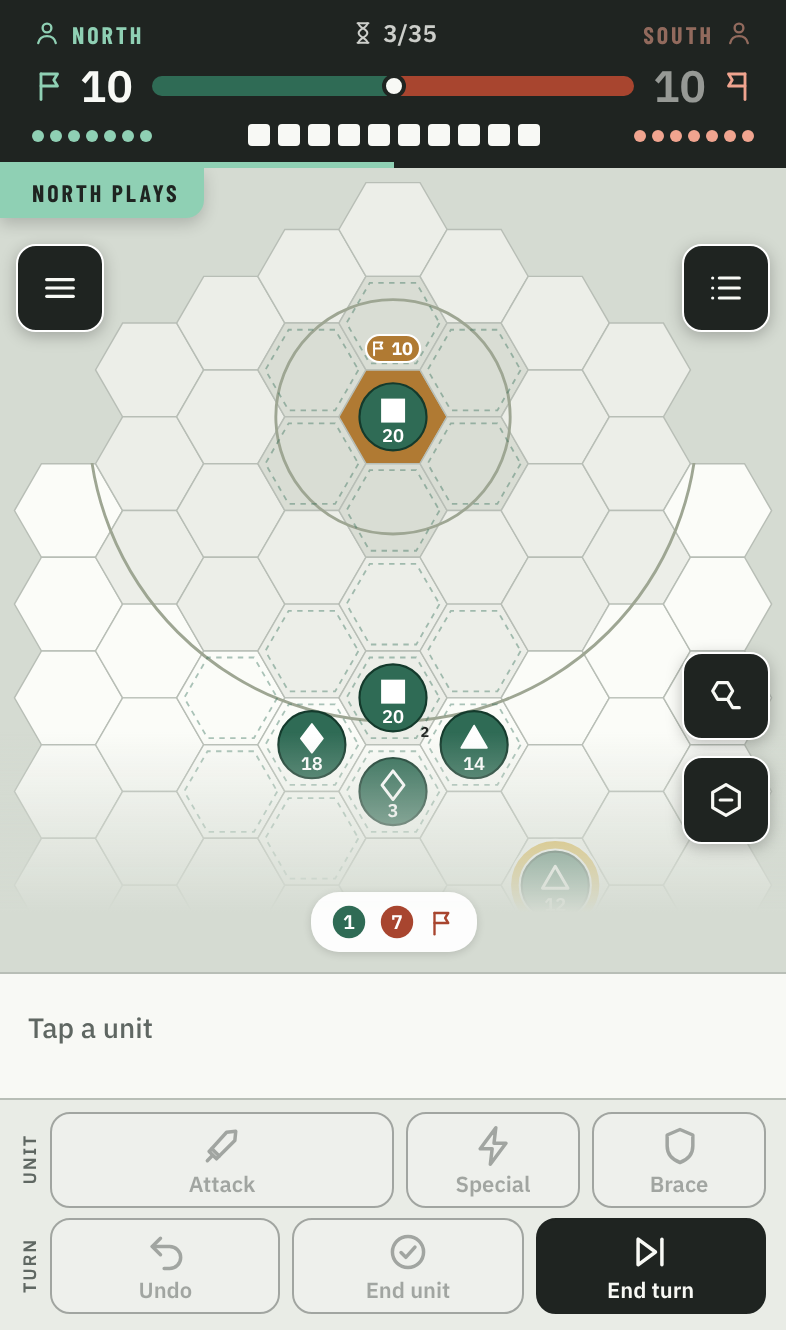 NORTH
3/35
SOUTH
10
10
NORTH PLAYS
10
20
20
2
18
14
3
12
1 7
Tap a unit
UNIT
Attack
Special
Brace
TURN
Undo
End unit
End turn